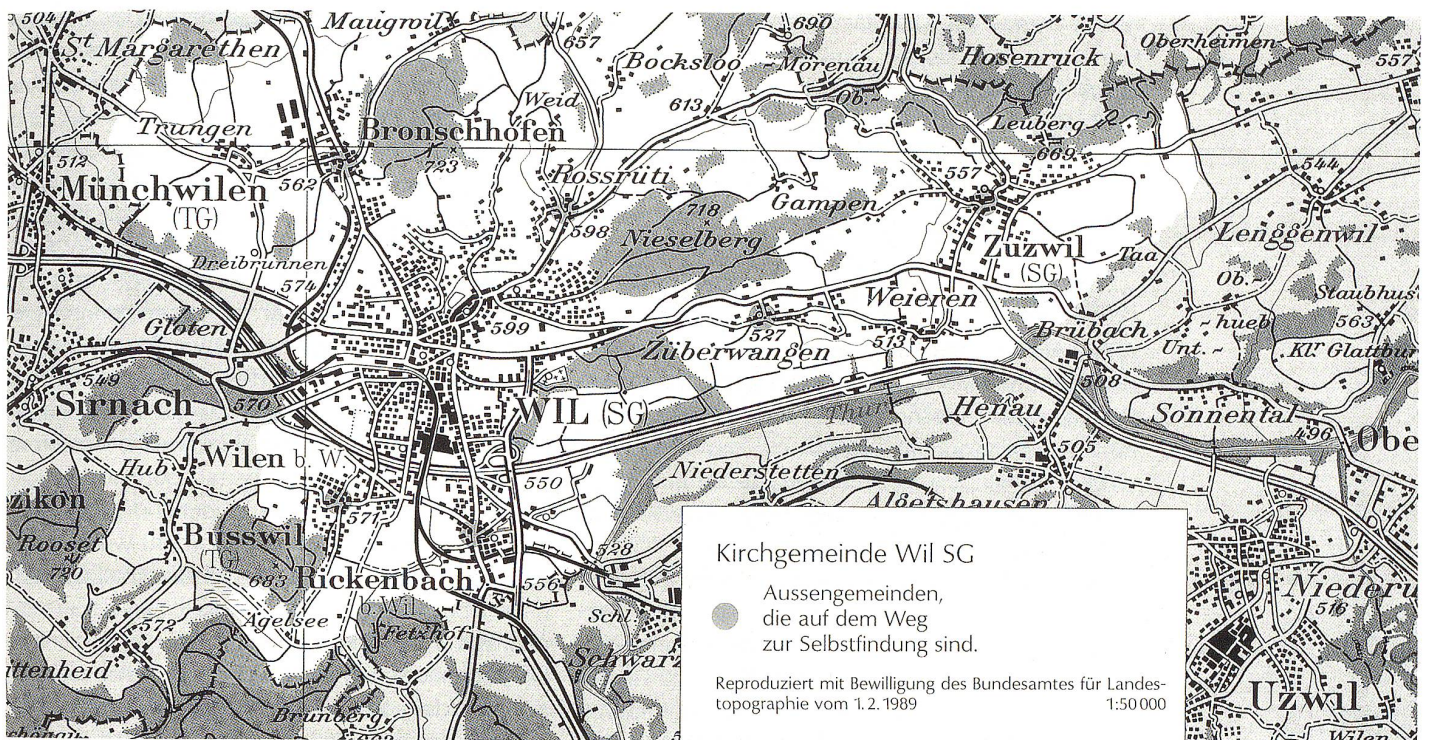 504
Maugwil
657
690
Oberheimen
557
St Margarethen
Bocksloo
Morenau
Hosenruck
613
Ob.~
Weid
Trungen
Bronschhofen
Leuberg
512
723
669
544
Münchwilen
(TG)
562
Rossrüti
557
Gampen
718
598
Nieselberg
Lenggenwil
Zuzwil
(SG)
Taa
Dreibrunnen
574
Ob.~
Weieren
Gloten
599
527
513
Brübach
~hueb
563
Unt.~
Züberwangen
549
508
Sirnach
570
WIL (SG)
Thur
Henau
Sonnental
496
Hub
Wilen b. W.
Niederstetten
505
550
Algetshausen
571
Rooset
720
Busswil
(TG)
683
528
Rickenbach
b. Wil
556
572
Agelsee
Schl.
516
Brunberg
Uzwil
Wilen
Kirchgemeinde Wil SG
Aussengemeinden,
die auf dem Weg
zur Selbstfindung sind.
Reproduziert mit Bewilligung des Bundesamtes für Landes-
topographie vom 1.2.1989
1:50 000